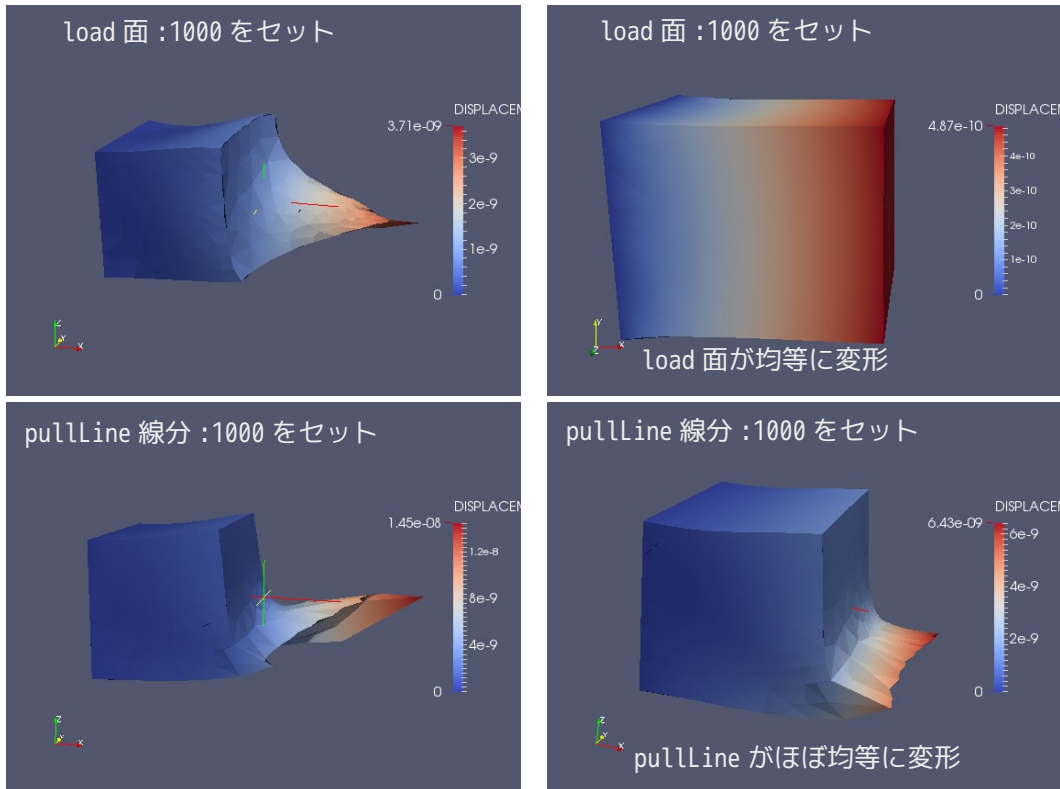 load 面 :1000 をセット
DISPLACEM
3.71e-09
3e-9
2e-9
1e-9
0
Z
Y
X
load 面 :1000 をセット
DISPLACEM
4.87e-10
4e-10
3e-10
2e-10
1e-10
0
Y
Z
X
load 面が均等に変形
pullLine 線分 :1000 をセット
DISPLACEM
1.45e-08
1.2e-8
8e-9
4e-9
0
Z
Y
X
pullLine 線分 :1000 をセット
DISPLACEM
6.43e-09
6e-9
4e-9
2e-9
0
Z
Y
X
pullLine がほぼ均等に変形